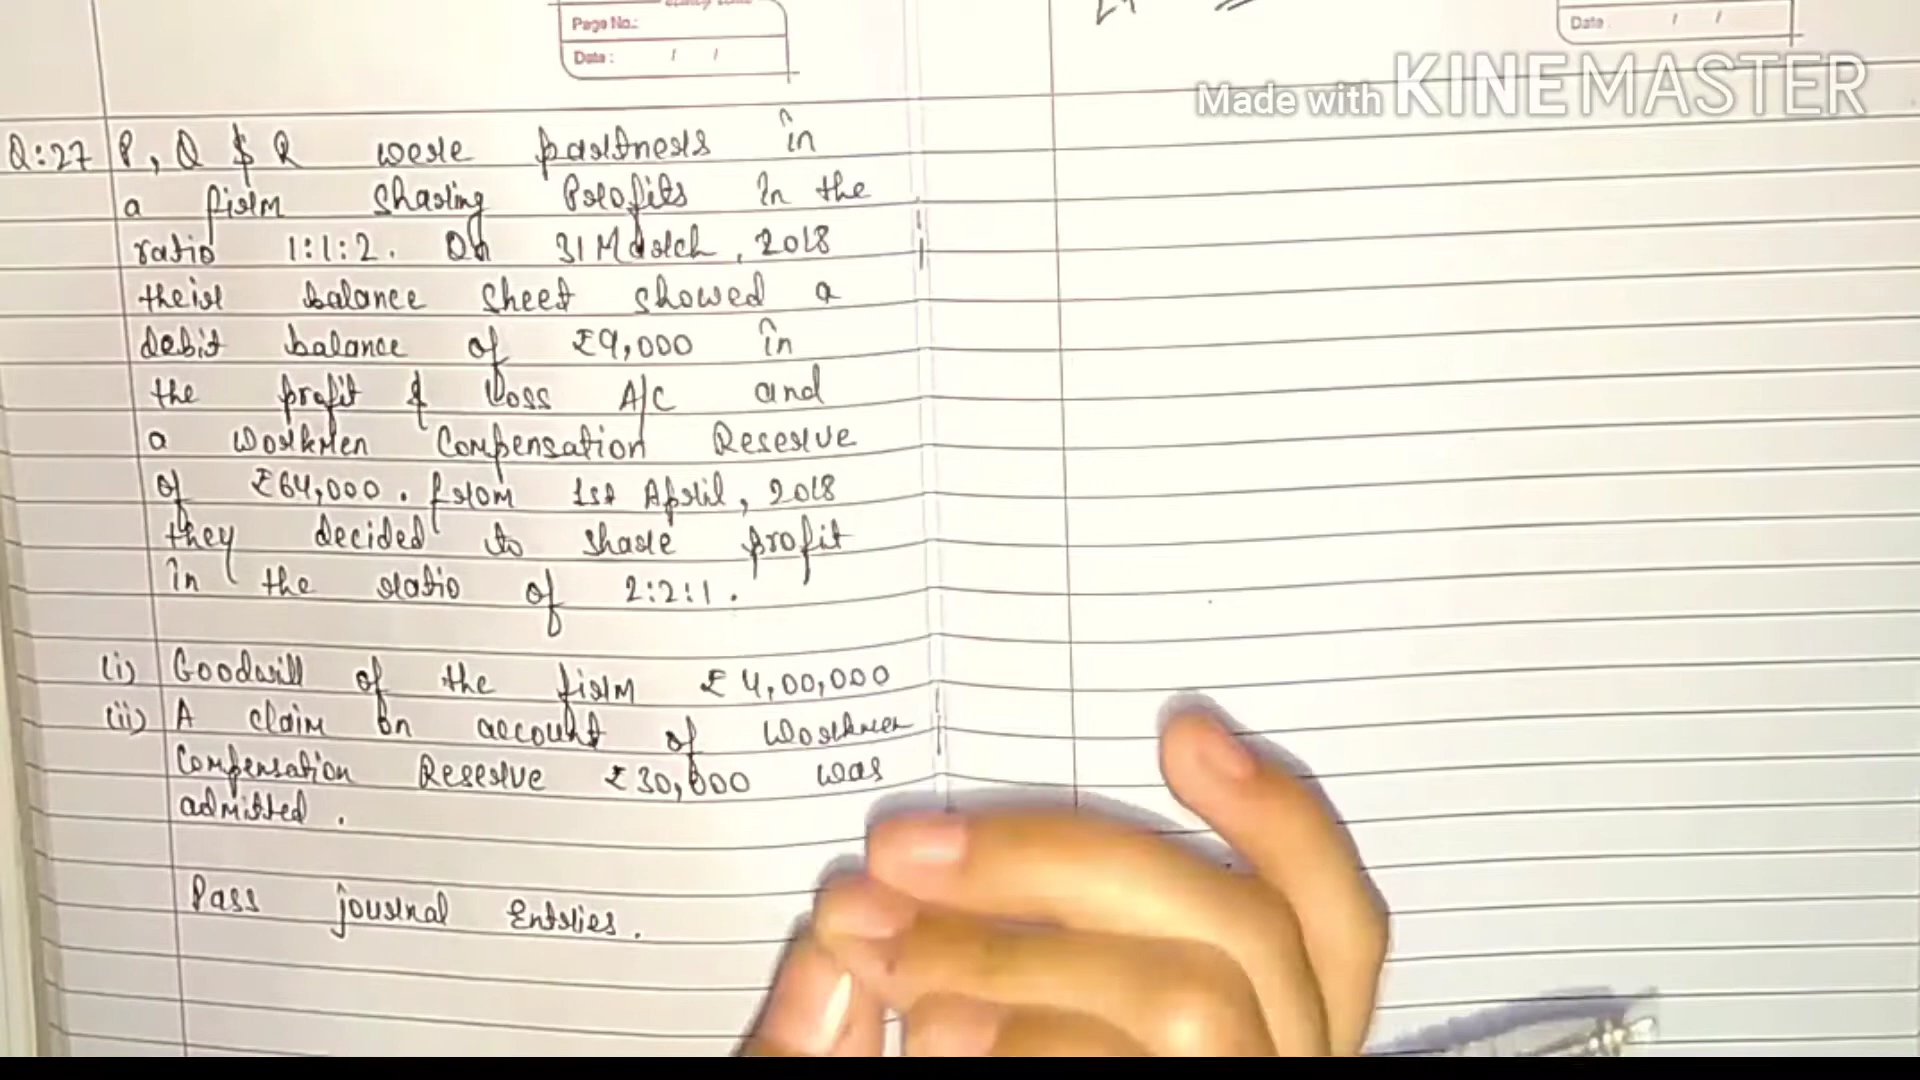 Page No.:
Date : / /
Date / /
Made with KINEMASTER
Q:27 P, Q & R were partners in
a firm sharing Profits in the
ratio 1:1:2. On 31 March, 2018
their balance sheet showed a
debit balance of ₹9,000 in
the profit & loss A/C and
a Workmen Compensation Reserve
of ₹64,000. from 1st April, 2018
they decided to share profit
in the ratio of 2:2:1.
(i) Goodwill of the firm ₹4,00,000
(ii) A claim on account of Workmen
Compensation Reserve ₹30,000 was
admitted.
Pass journal Entries.